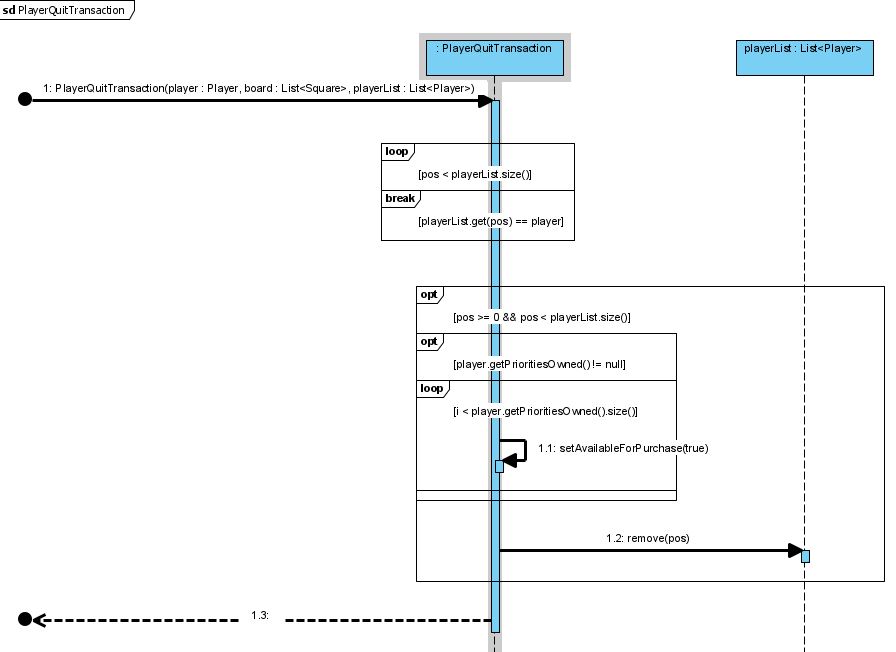 sd PlayerQuitTransaction
: PlayerQuitTransaction
playerList : List<Player>
1: PlayerQuitTransaction(player : Player, board : List<Square>, playerList : List<Player>)
loop
[pos < playerList.size()]
break
[playerList.get(pos) == player]
opt
[pos >= 0 && pos < playerList.size()]
opt
[player.getPrioritiesOwned() != null]
loop
[i < player.getPrioritiesOwned().size()]
1.1: setAvailableForPurchase(true)
1.2: remove(pos)
1.3: